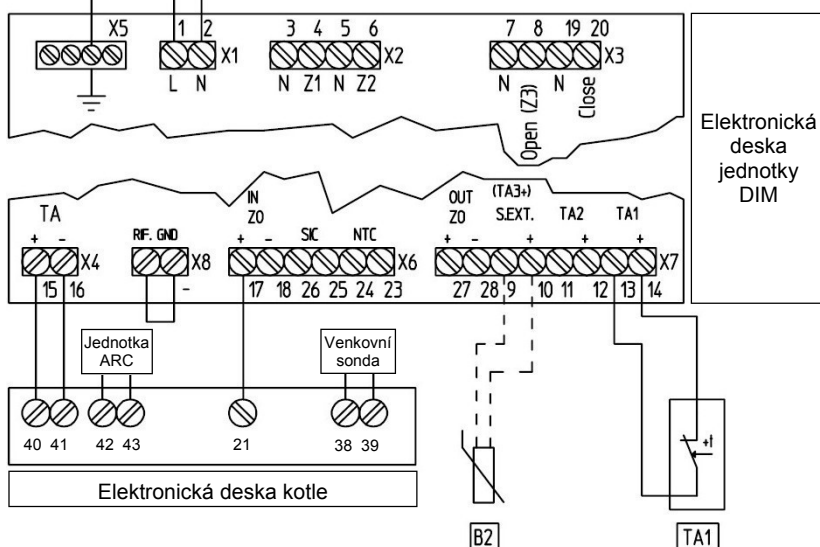 X5 1 2 3 4 5 6 7 8 19 20
X1 X2 X3
L N N Z1 N Z2 N Open (Z3) N Close
Elektronická
deska
jednotky
DIM
TA IN OUT (TA3+)
Z0 Z0 S.EXT. TA2 TA1
+ - RIF. GND + - SIC NTC + - + + +
X4 X8 X6 X7
15 16 - 17 18 26 25 24 23 27 28 9 10 11 12 13 14
Jednotka
ARC
Venkovní
sonda
+t
40 41 42 43 21 38 39
Elektronická deska kotle
B2 TA1